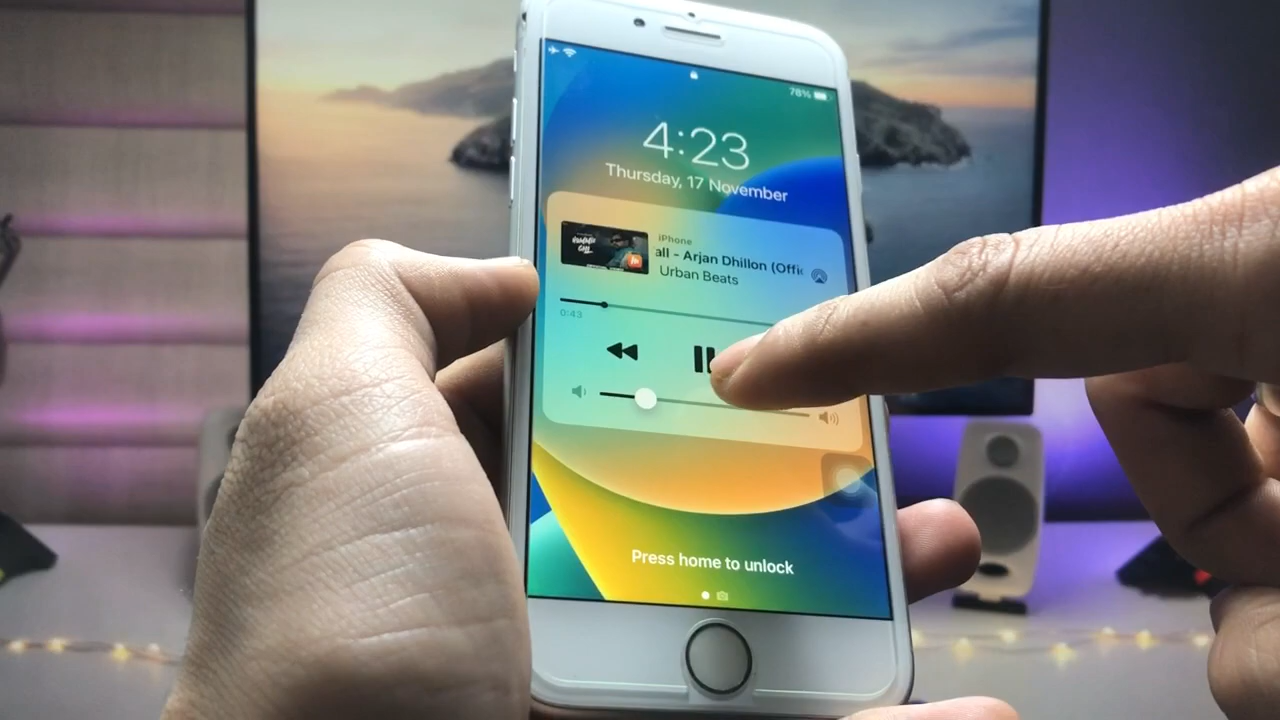 78%
4:23
Thursday, 17 November
iPhone
all - Arjan Dhillon (Offic
Urban Beats
0:43
Press home to unlock